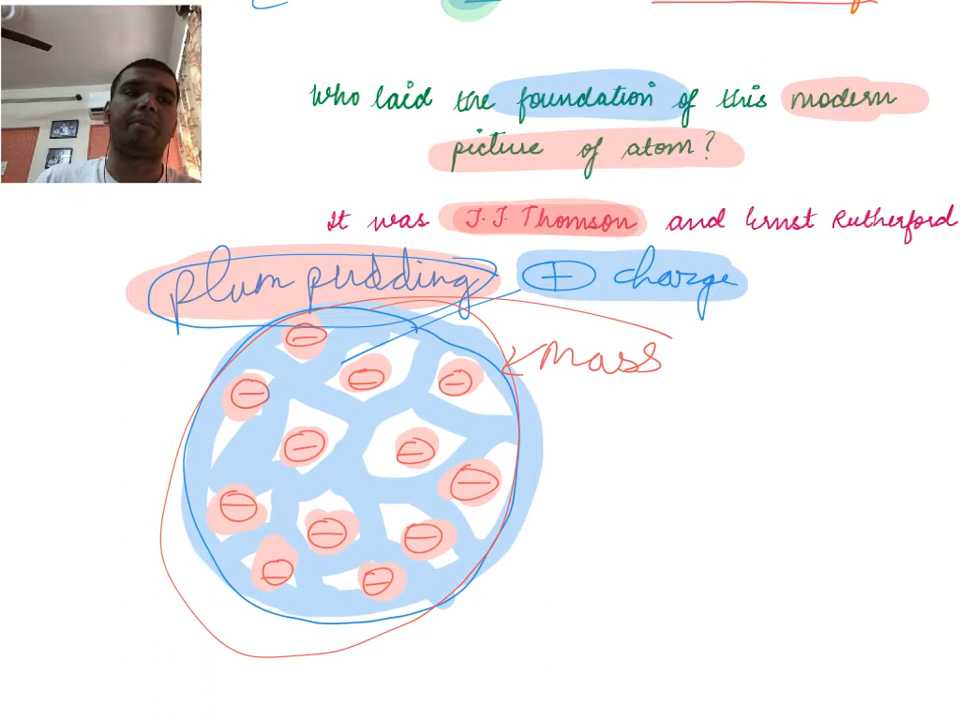 Who laid the foundation of this modern
picture of atom?
It was J.J. Thomson and Ernst Rutherford
plum pudding + charge
mass